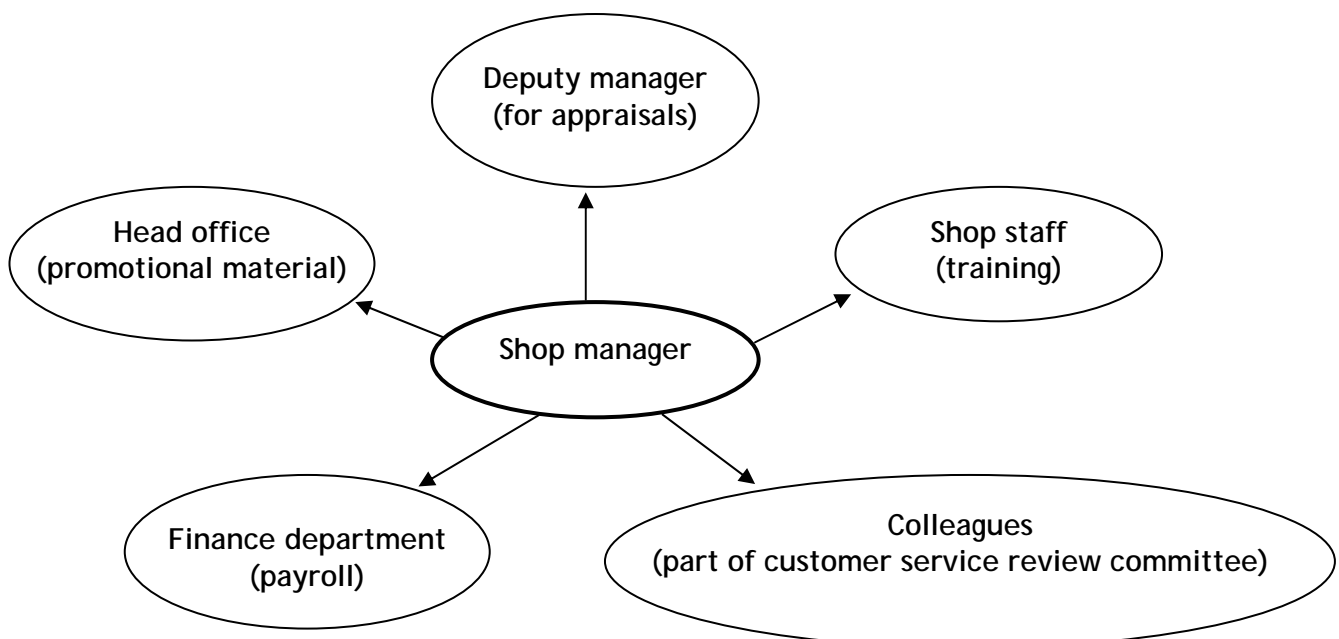 Deputy manager
(for appraisals)
Head office
(promotional material)
Shop staff
(training)
Shop manager
Finance department
(payroll)
Colleagues
(part of customer service review committee)